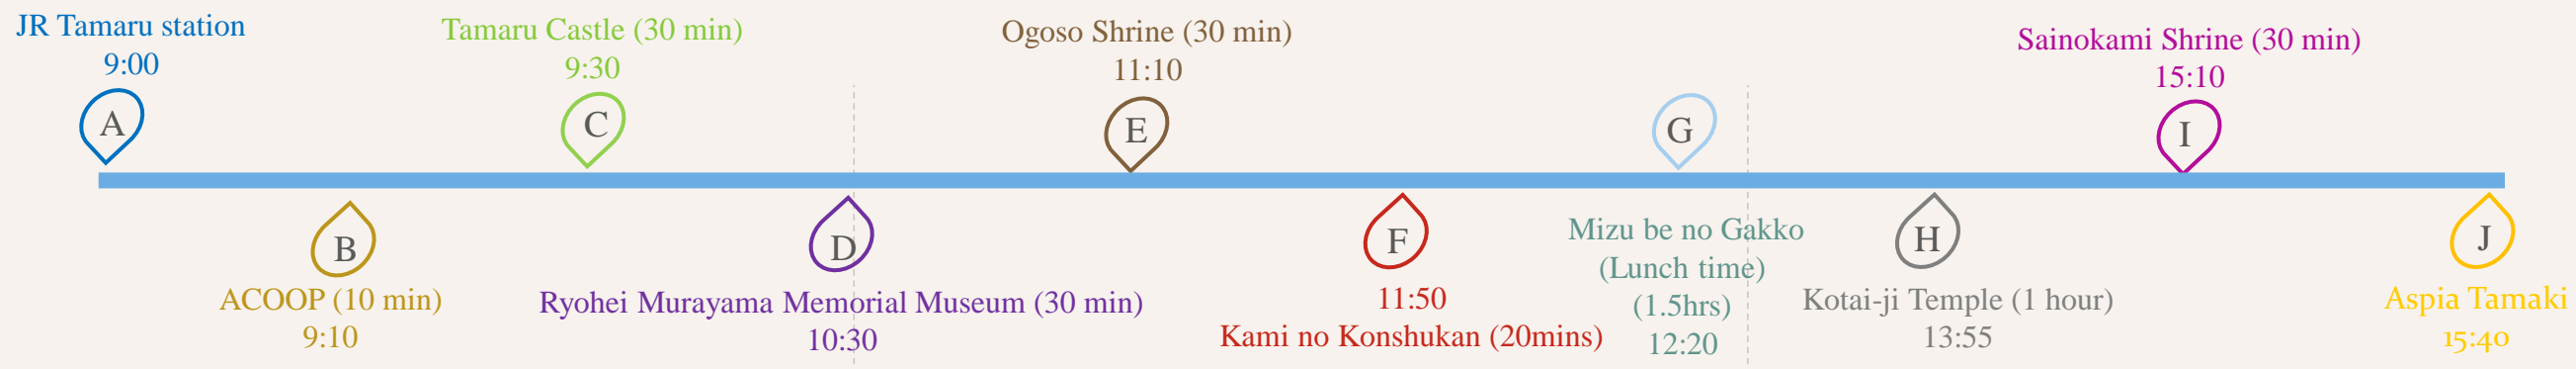 JR Tamaru station
9:00
A
B
ACOOP (10 min)
9:10
Tamaru Castle (30 min)
9:30
C
D
Ryohei Murayama Memorial Museum (30 min)
10:30
Ogoso Shrine (30 min)
11:10
E
F
11:50
Kami no Konshukan (20mins)
G
Mizu be no Gakko
(Lunch time)
(1.5hrs)
12:20
H
Kotai-ji Temple (1 hour)
13:55
Sainokami Shrine (30 min)
15:10
I
J
Aspia Tamaki
15:40